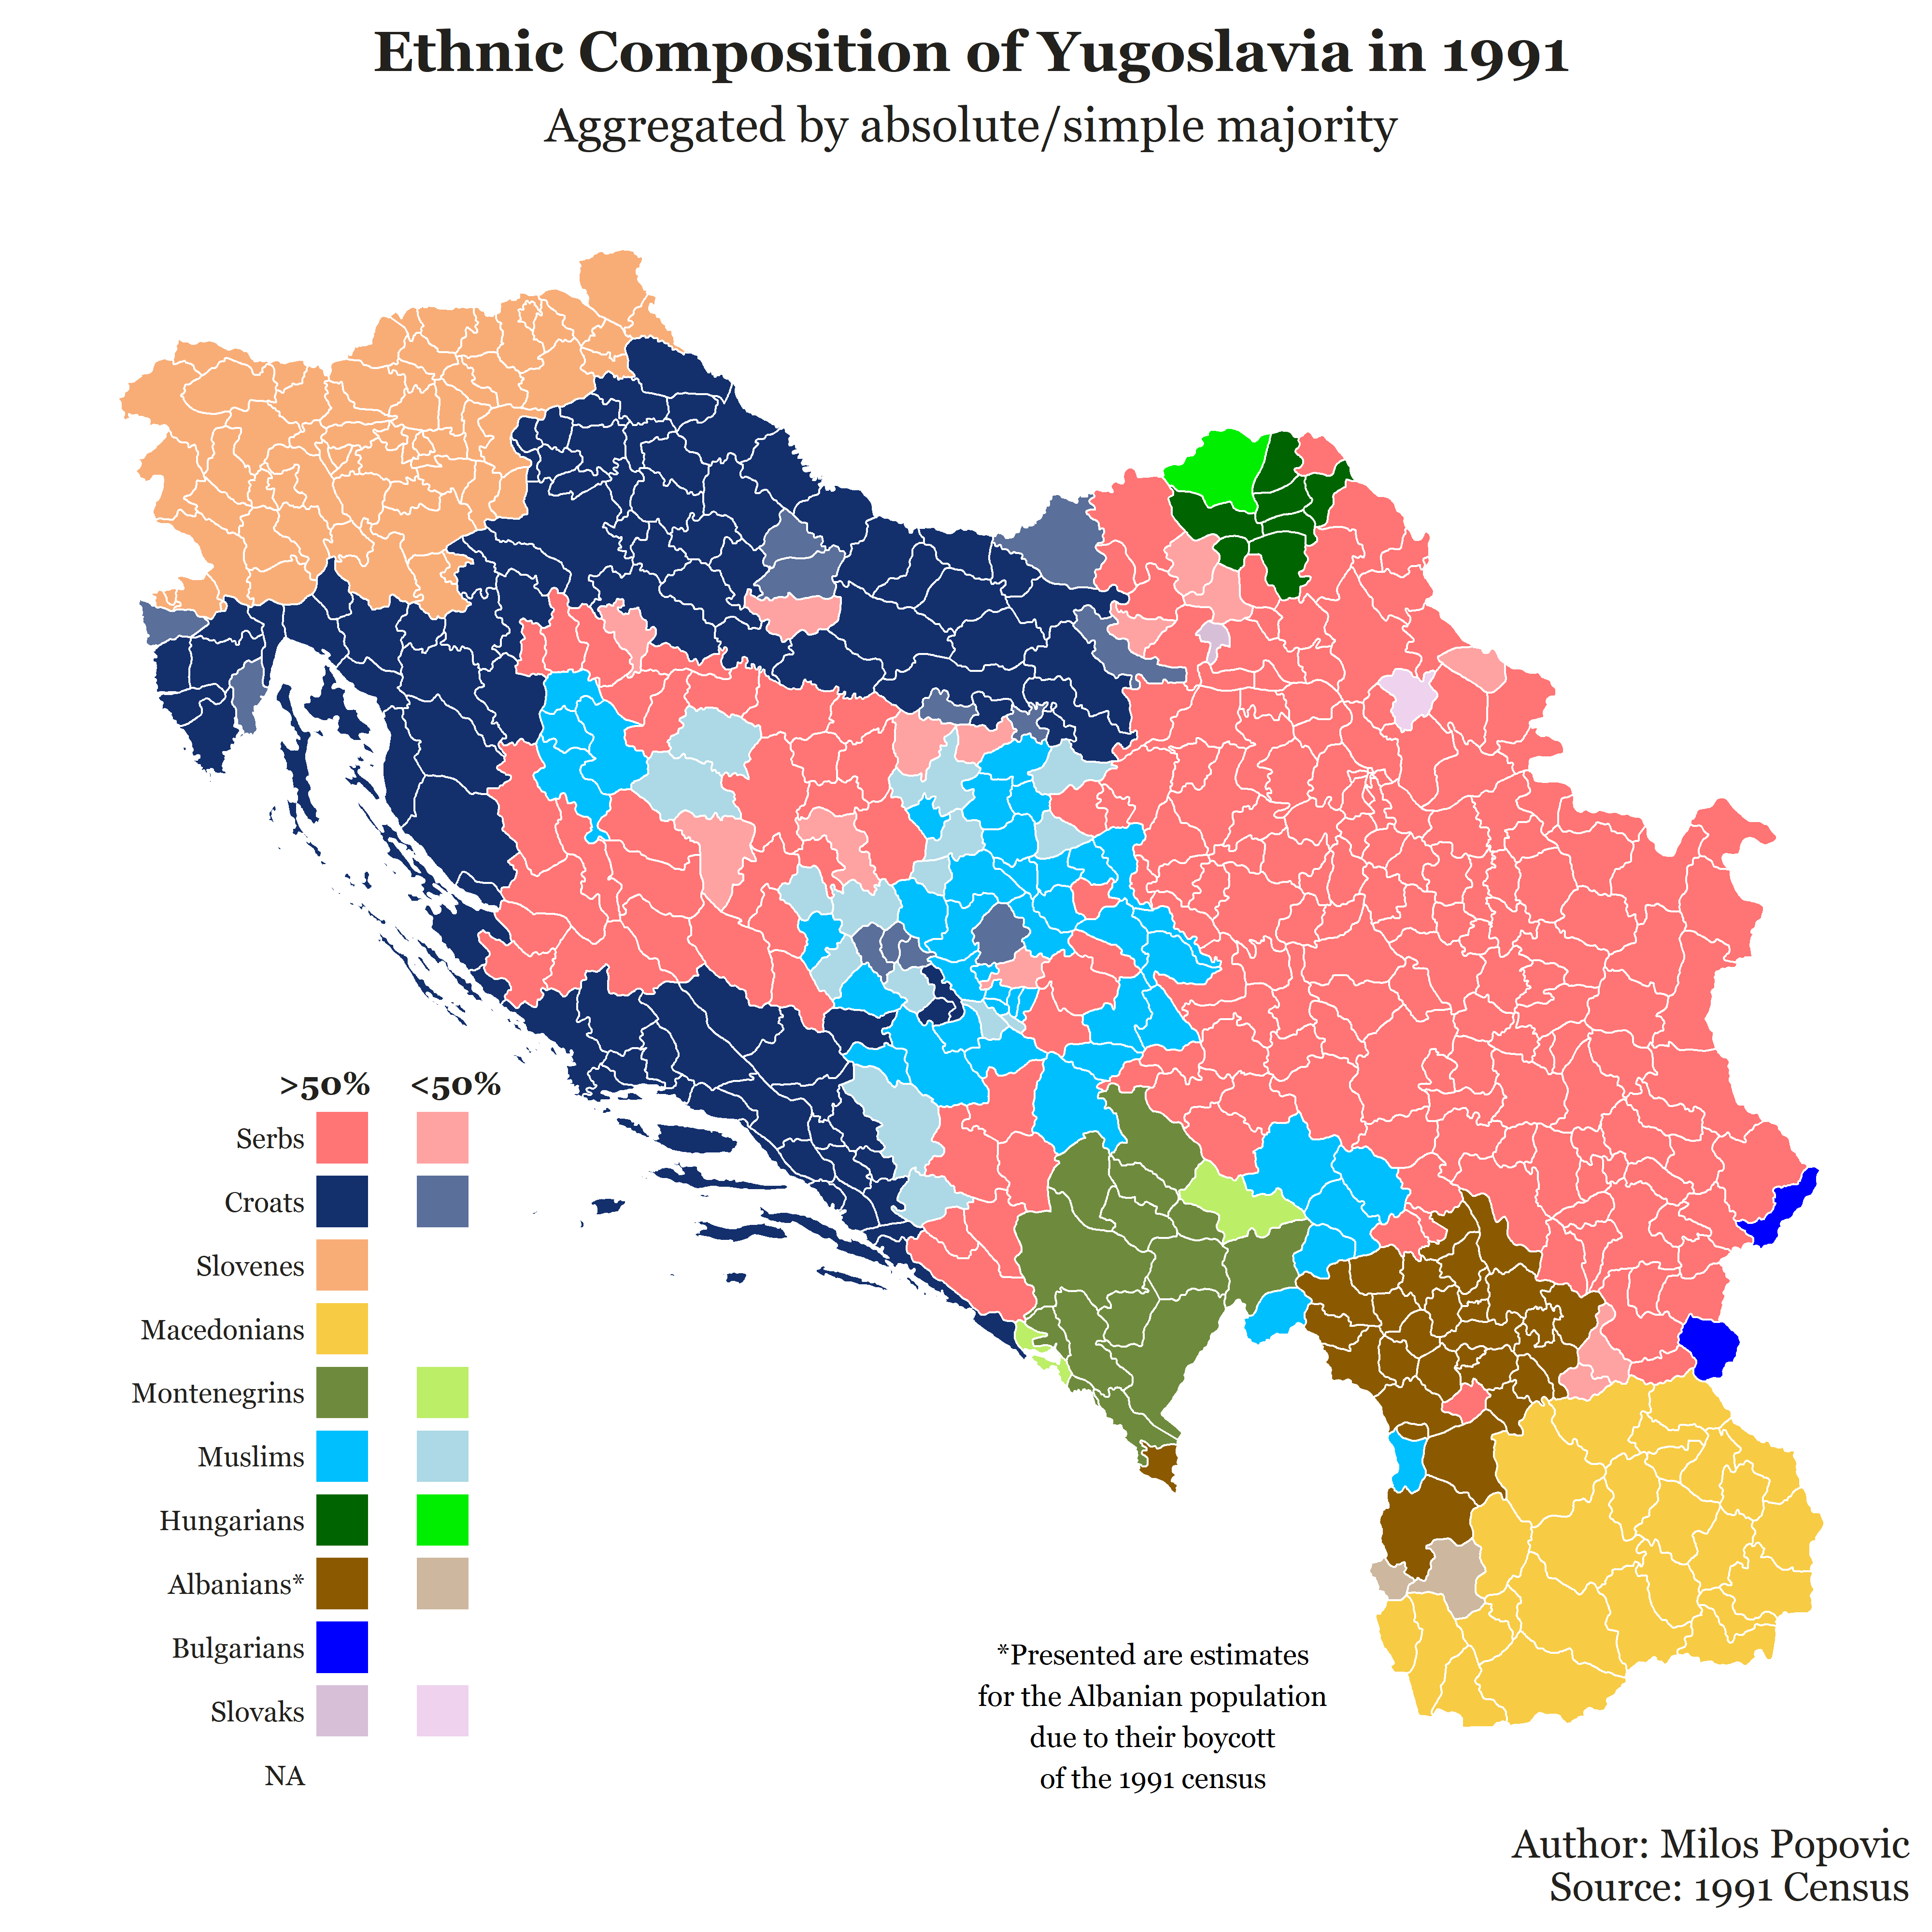 Ethnic Composition of Yugoslavia in 1991
Aggregated by absolute/simple majority
>50% <50%
Serbs
Croats
Slovenes
Macedonians
Montenegrins
Muslims
Hungarians
Albanians*
Bulgarians
Slovaks
NA
*Presented are estimates
for the Albanian population
due to their boycott
of the 1991 census
Author: Milos Popovic
Source: 1991 Census